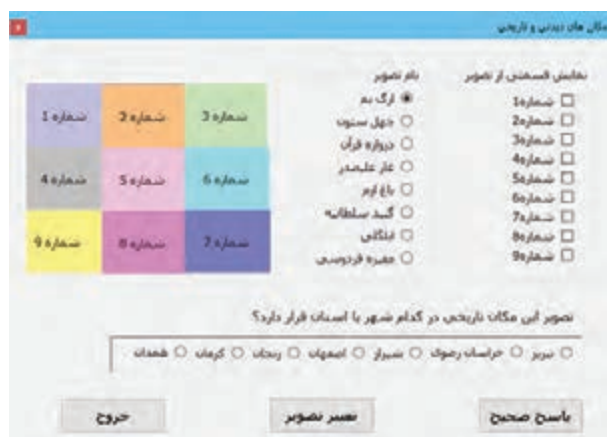 مکان های دیدنی و تاریخی
نمایش قسمتی از تصویر
شماره1
شماره2
شماره3
شماره4
شماره5
شماره6
شماره7
شماره8
شماره9
نام تصویر
ارگ بم
چهل ستون
دروازه قرآن
غار علیصدر
باغ ارم
گنبد سلطانیه
ائلگلی
مقبره فردوسی
شماره 3
شماره 2
شماره 1
شماره 6
شماره 5
شماره 4
شماره 7
شماره 8
شماره 9
تصویر این مکان تاریخی در کدام شهر یا استان قرار دارد؟
تبریز
خراسان رضوی
شیراز
اصفهان
زنجان
کرمان
همدان
پاسخ صحیح
تغییر تصویر
خروج